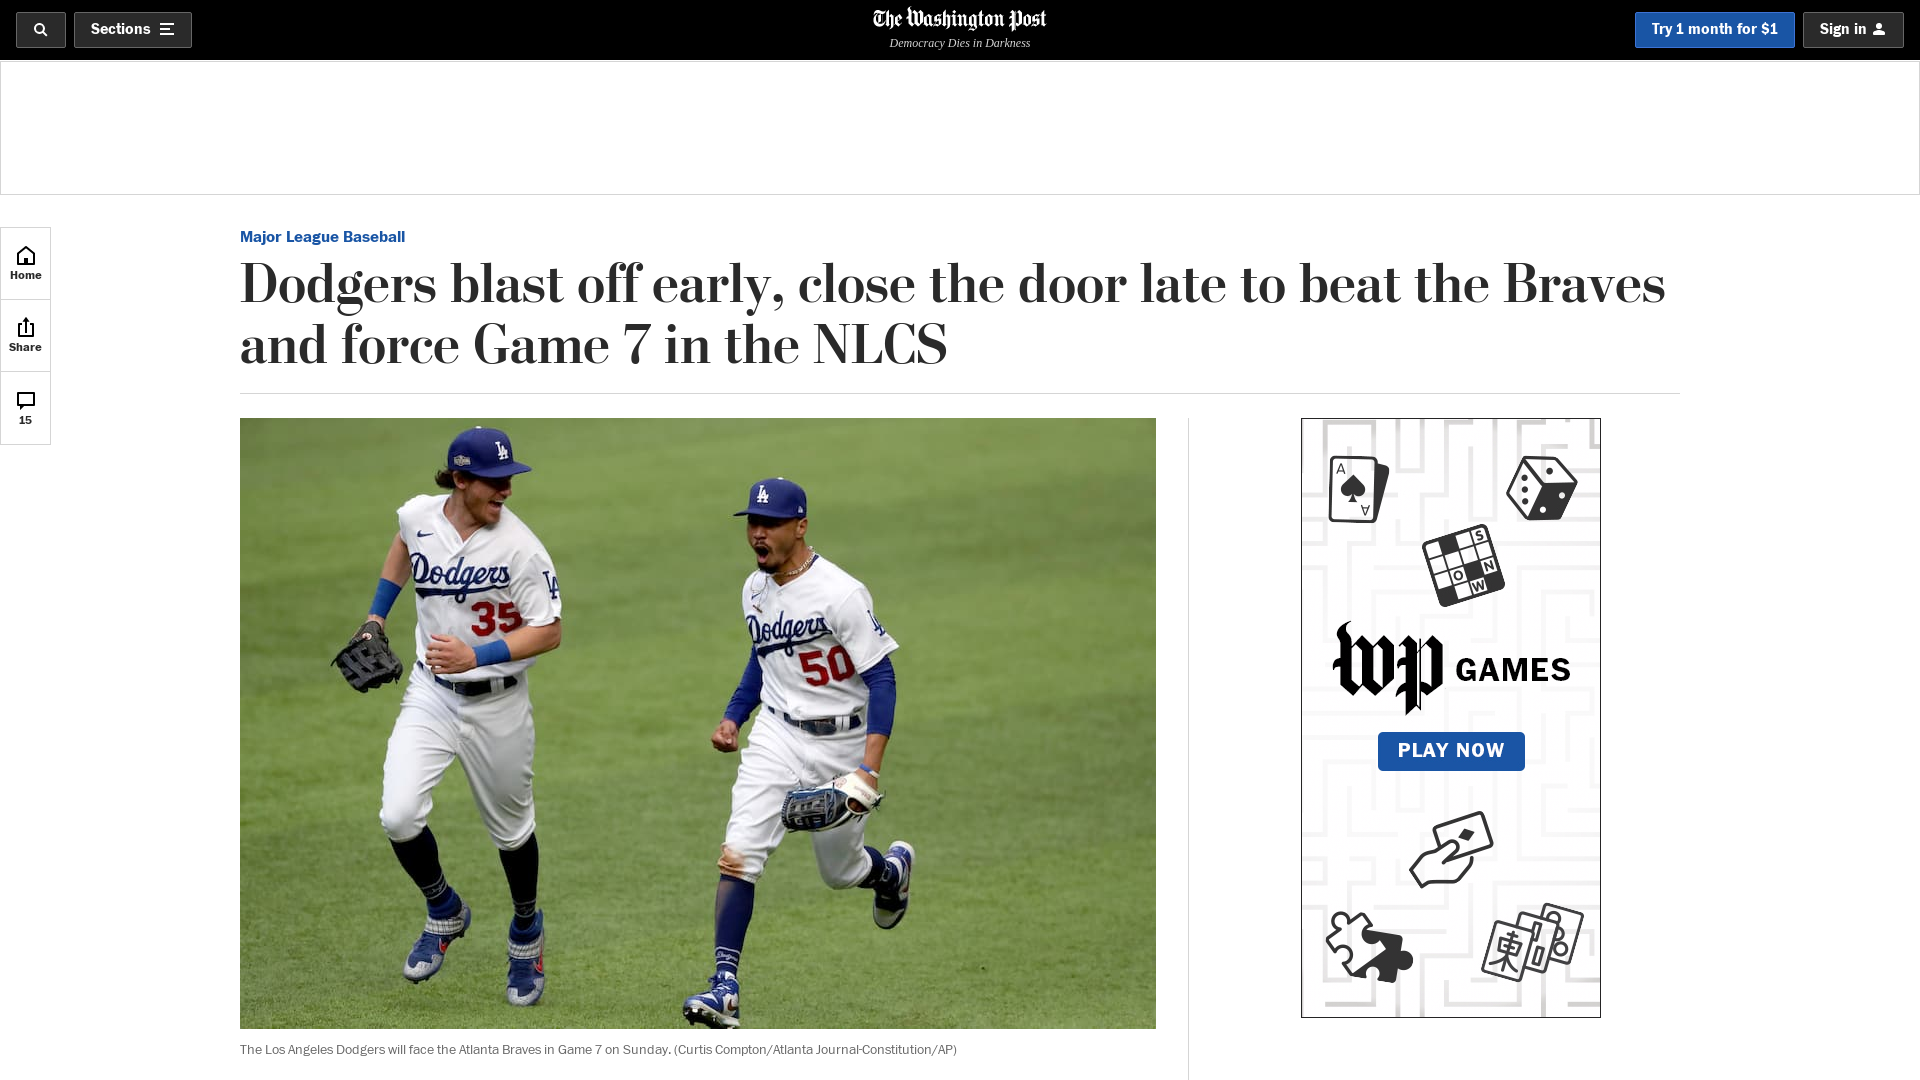 Sections
The Washington Post
Democracy Dies in Darkness
Try 1 month for $1
Sign in
Home
Share
15
Major League Baseball
Dodgers blast off early, close the door late to beat the Braves
and force Game 7 in the NLCS
LA
Dodgers
LA
35
LA
Dodgers
LA
50
The Los Angeles Dodgers will face the Atlanta Braves in Game 7 on Sunday. (Curtis Compton/Atlanta Journal-Constitution/AP)
A
A
S
O
N
W
wp GAMES
PLAY NOW
東